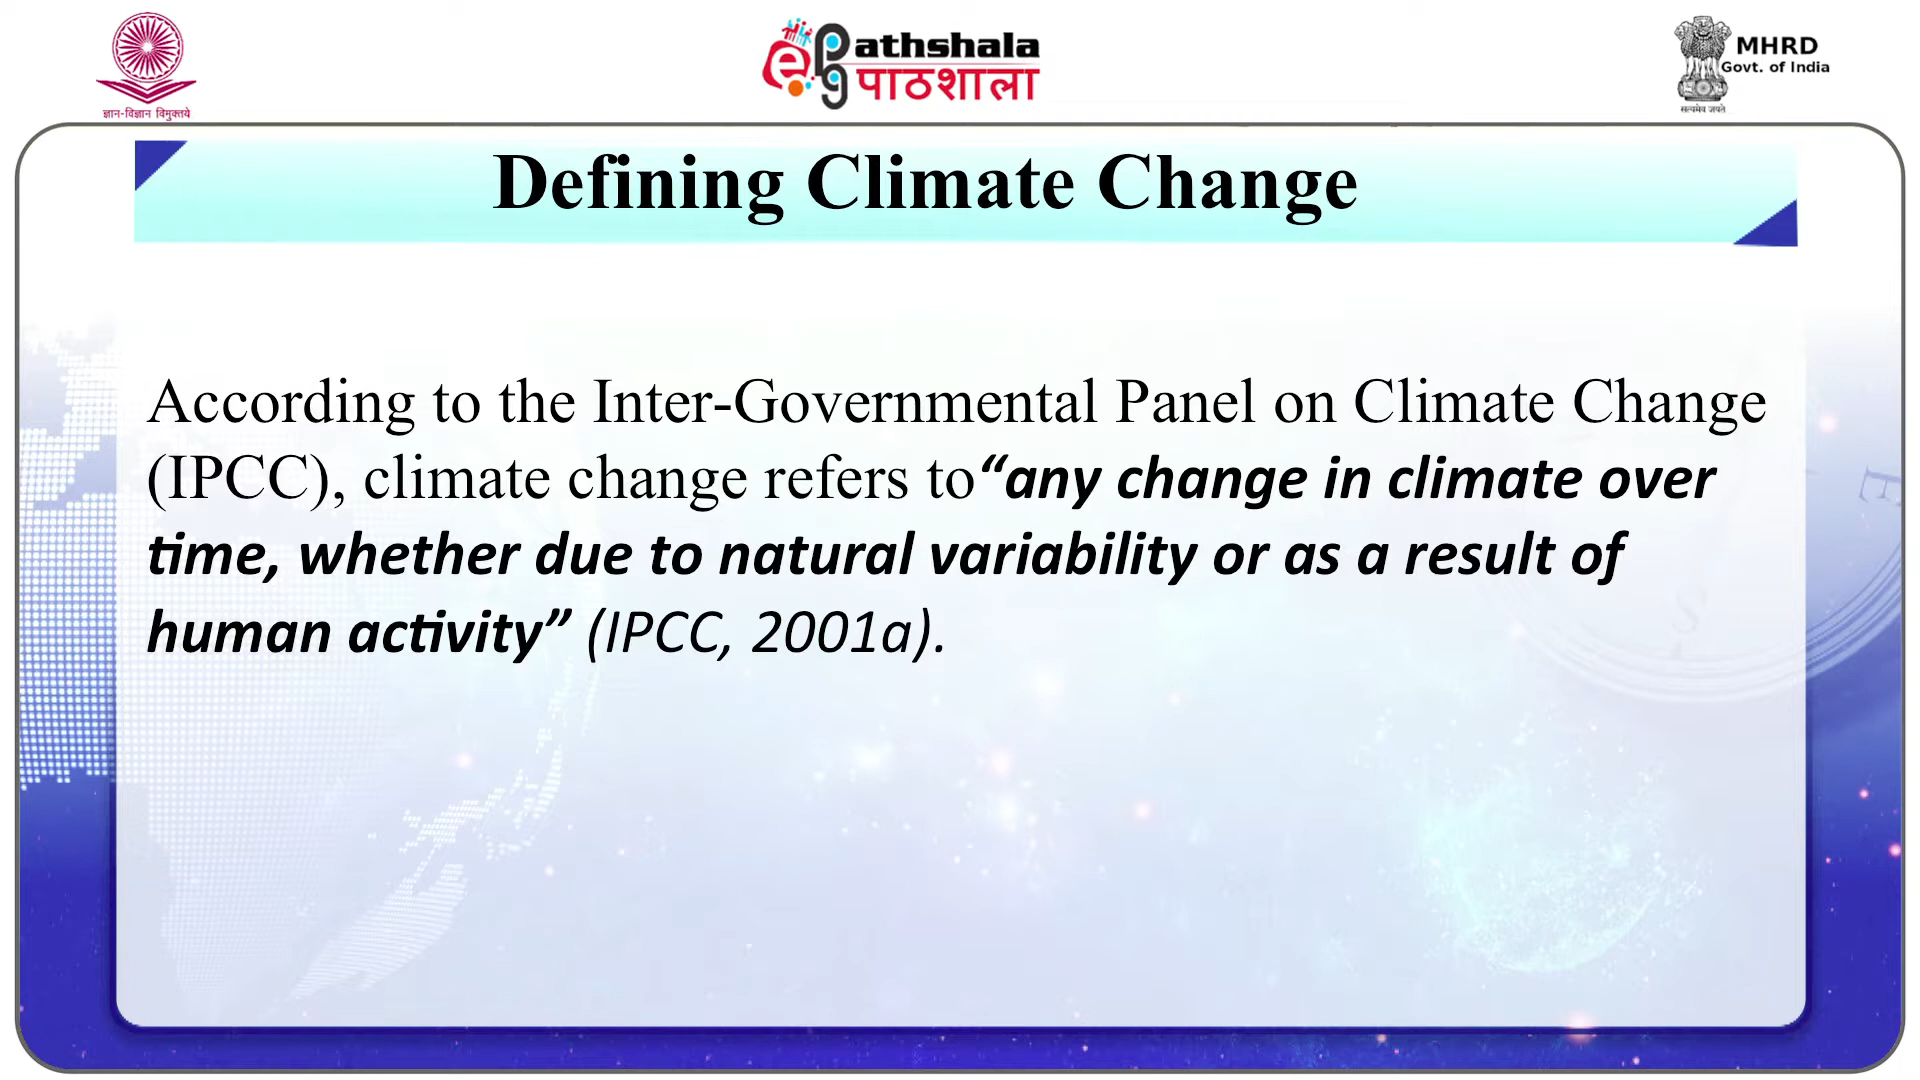 ज्ञान-विज्ञान विमुक्तये
e pg Pathshala
पाठशाला
MHRD
Govt. of India
सत्यमेव जयते
Defining Climate Change
According to the Inter-Governmental Panel on Climate Change
(IPCC), climate change refers to“any change in climate over
time, whether due to natural variability or as a result of
human activity” (IPCC, 2001a).